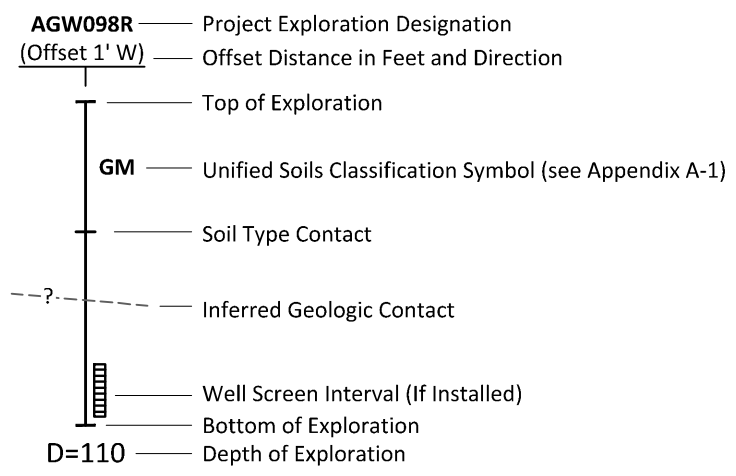 AGW098R Project Exploration Designation
(Offset 1' W) Offset Distance in Feet and Direction
Top of Exploration
GM Unified Soils Classification Symbol (see Appendix A-1)
Soil Type Contact
? Inferred Geologic Contact
Well Screen Interval (If Installed)
Bottom of Exploration
D=110 Depth of Exploration